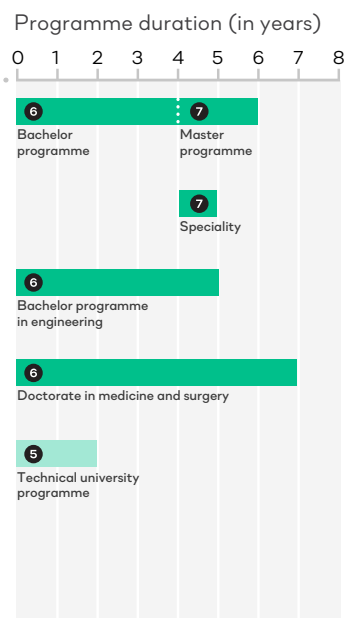 Programme duration (in years)
0 1 2 3 4 5 6 7 8
6 7
Bachelor
programme
Master
programme
7
Speciality
6
Bachelor programme
in engineering
6
Doctorate in medicine and surgery
5
Technical university
programme